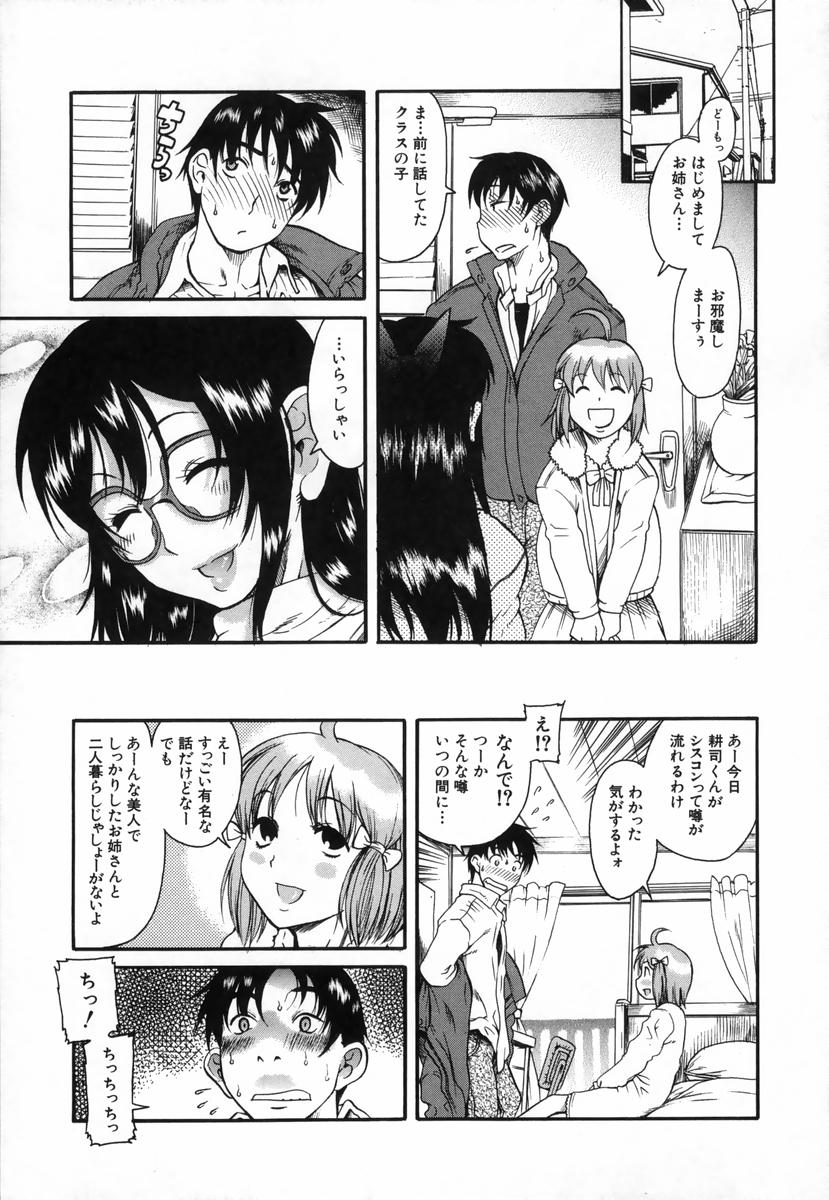 どーもっ
はじめまして
お姉さん…
お邪魔し
まーすぅ
ま…前に話してた
クラスの子
ちらっ
…いらっしゃい
あー今日
耕司くんが
シスコンって噂が
流れるわけ
わかった
気がするよォ
え!?
なんで!?
つーか
そんな噂
いつの間に…
えー
すっごい有名な
話だけどなー
でも
あーんな美人で
しっかりしたお姉さんと
二人暮らしじゃしょーがないよ
ちっ!
ちっちっちっ